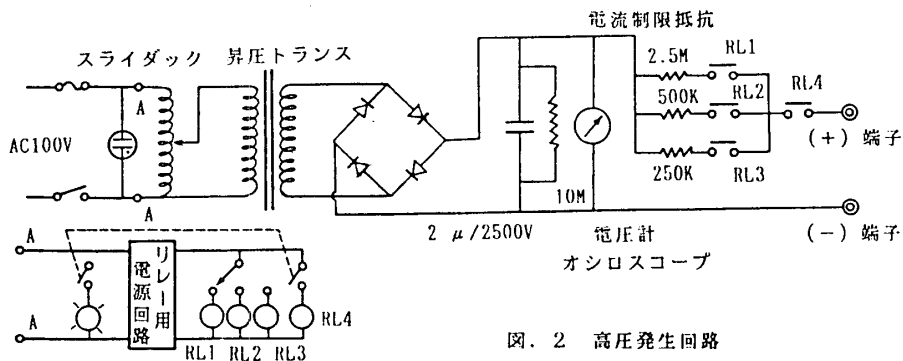 電流制限抵抗
スライダック 昇圧トランス
2.5M
RL1
A
500K
RL2
RL4
AC100V
(+) 端子
250K
RL3
10M
A
2 μ/2500V
電圧計
(-) 端子
オシロスコープ
A
リレー用
電源回路
A
RL4
RL1
RL2
RL3
図. 2 高圧発生回路